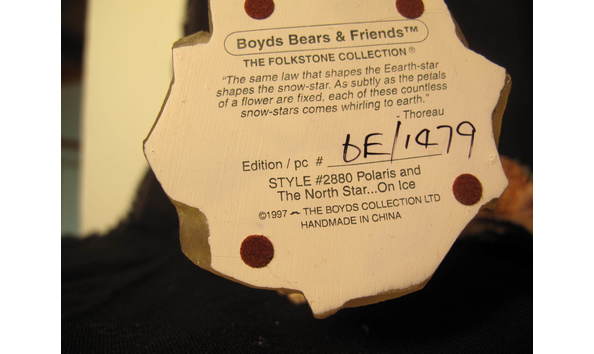 Boyds Bears & Friends™
THE FOLKSTONE COLLECTION®
"The same law that shapes the Eearth-star
shapes the snow-star. As subtly as the petals
of a flower are fixed, each of these countless
snow-stars comes whirling to earth."
- Thoreau
Edition / pc # 6E/1479
STYLE #2880 Polaris and
The North Star...On Ice
©1997 THE BOYDS COLLECTION LTD
HANDMADE IN CHINA